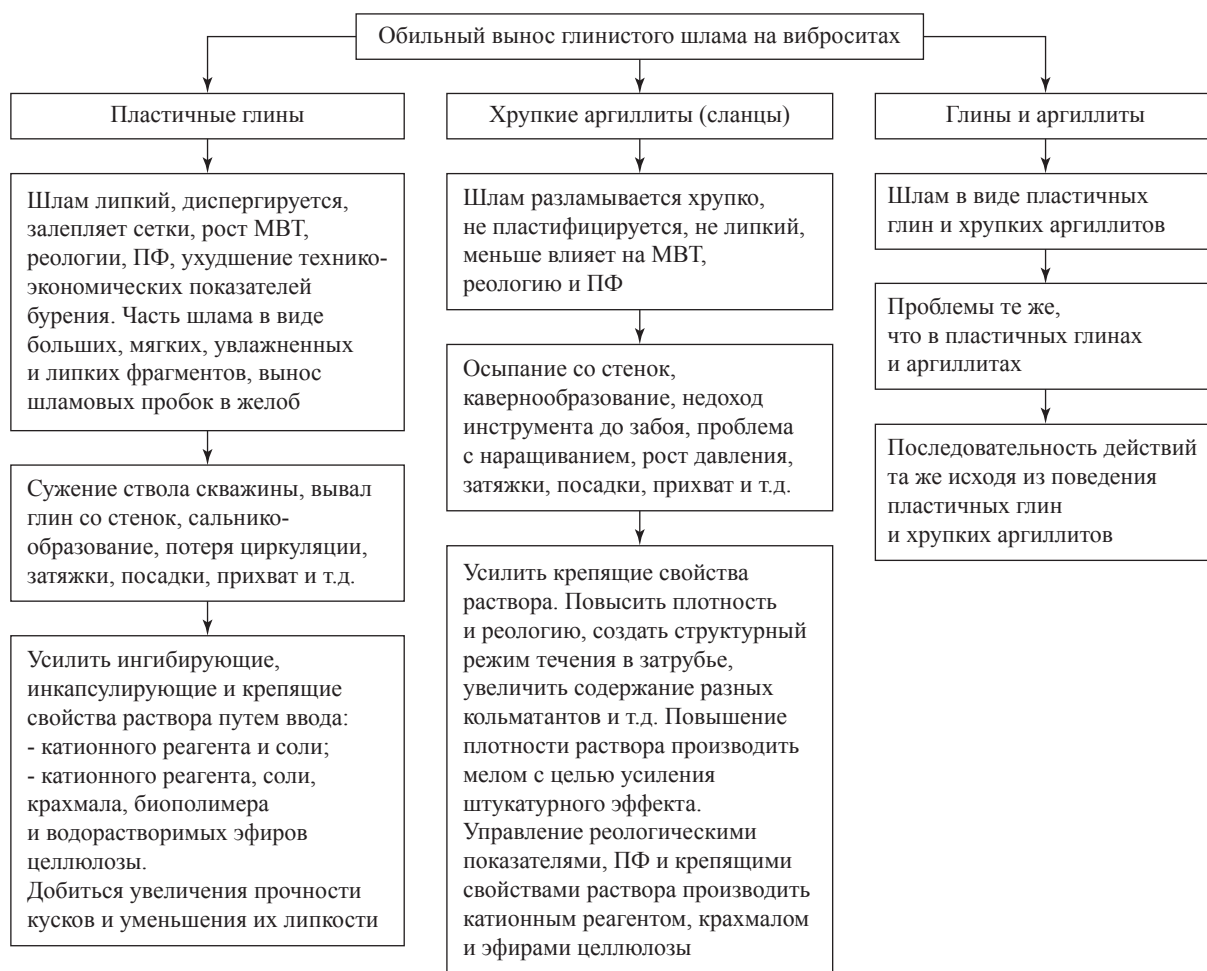 Обильный вынос глинистого шлама на виброситах
Пластичные глины
Шлам липкий, диспергируется,
залепляет сетки, рост МВТ,
реологии, ПФ, ухудшение технико-
экономических показателей
бурения. Часть шлама в виде
больших, мягких, увлажненных
и липких фрагментов, вынос
шламовых пробок в желоб
Сужение ствола скважины, вывал
глин со стенок, сальнико-
образование, потеря циркуляции,
затяжки, посадки, прихват и т.д.
Усилить ингибирующие,
инкапсулирующие и крепящие
свойства раствора путем ввода:
- катионного реагента и соли;
- катионного реагента, соли,
крахмала, биополимера
и водорастворимых эфиров
целлюлозы.
Добиться увеличения прочности
кусков и уменьшения их липкости
Хрупкие аргиллиты (сланцы)
Шлам разламывается хрупко,
не пластифицируется, не липкий,
меньше влияет на МВТ,
реологию и ПФ
Осыпание со стенок,
кавернообразование, недоход
инструмента до забоя, проблема
с наращиванием, рост давления,
затяжки, посадки, прихват и т.д.
Усилить крепящие свойства
раствора. Повысить плотность
и реологию, создать структурный
режим течения в затрубье,
увеличить содержание разных
кольматантов и т.д. Повышение
плотности раствора производить
мелом с целью усиления
штукатурного эффекта.
Управление реологическими
показателями, ПФ и крепящими
свойствами раствора производить
катионным реагентом, крахмалом
и эфирами целлюлозы
Глины и аргиллиты
Шлам в виде пластичных
глин и хрупких аргиллитов
Проблемы те же,
что в пластичных глинах
и аргиллитах
Последовательность действий
та же исходя из поведения
пластичных глин
и хрупких аргиллитов